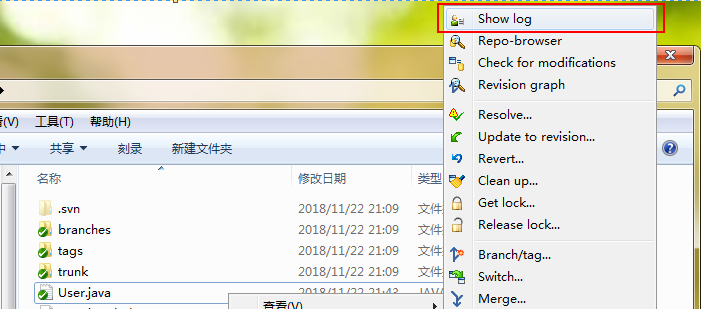 Show log
Repo-browser
Check for modifications
Revision graph
Resolve...
Update to revision...
Revert...
Clean up...
Get lock...
Release lock...
Branch/tag...
Switch...
Merge...
(V) 工具(T) 帮助(H)
中 共享 刻录 新建文件夹
名称 修改日期 类型
.svn 2018/11/22 21:09 文件
branches 2018/11/22 21:09 文件
tags 2018/11/22 21:09 文件
trunk 2018/11/22 21:09 文件
User.java 2018/11/22 21:43 JAVA
查看(V)